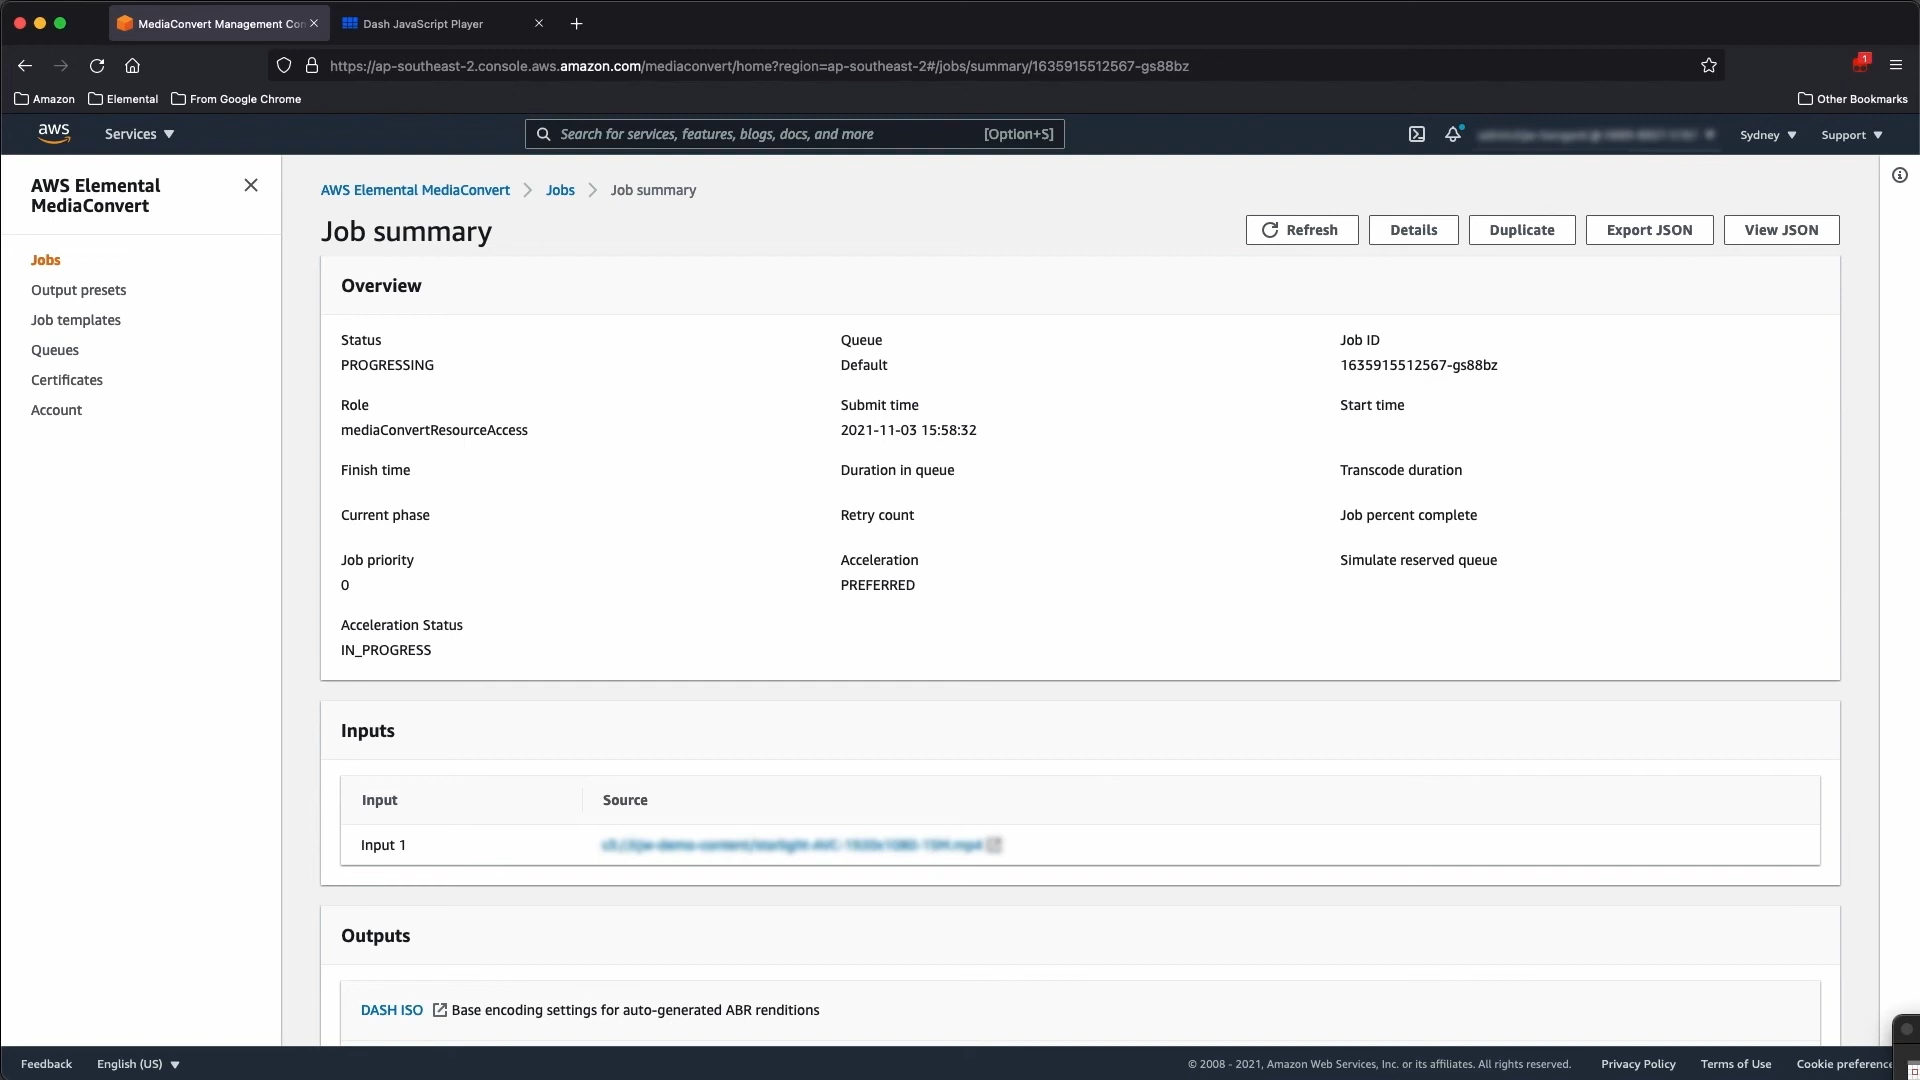 MediaConvert Management Con
Dash JavaScript Player
https://ap-southeast-2.console.aws.amazon.com/mediaconvert/home?region=ap-southeast-2#/jobs/summary/1635915512567-gs88bz
1
Amazon
Elemental
From Google Chrome
Other Bookmarks
aws
Services
Search for services, features, blogs, docs, and more
[Option+S]
Sydney
Support
AWS Elemental
MediaConvert
Jobs
Output presets
Job templates
Queues
Certificates
Account
AWS Elemental MediaConvert
Jobs
Job summary
Job summary
Refresh
Details
Duplicate
Export JSON
View JSON
Overview
Status
PROGRESSING
Queue
Default
Job ID
1635915512567-gs88bz
Role
mediaConvertResourceAccess
Submit time
2021-11-03 15:58:32
Start time
Finish time
Duration in queue
Transcode duration
Current phase
Retry count
Job percent complete
Job priority
0
Acceleration
PREFERRED
Simulate reserved queue
Acceleration Status
IN_PROGRESS
Inputs
Input
Source
Input 1
Outputs
DASH ISO
Base encoding settings for auto-generated ABR renditions
Feedback
English (US)
© 2008 - 2021, Amazon Web Services, Inc. or its affiliates. All rights reserved.
Privacy Policy
Terms of Use
Cookie preference